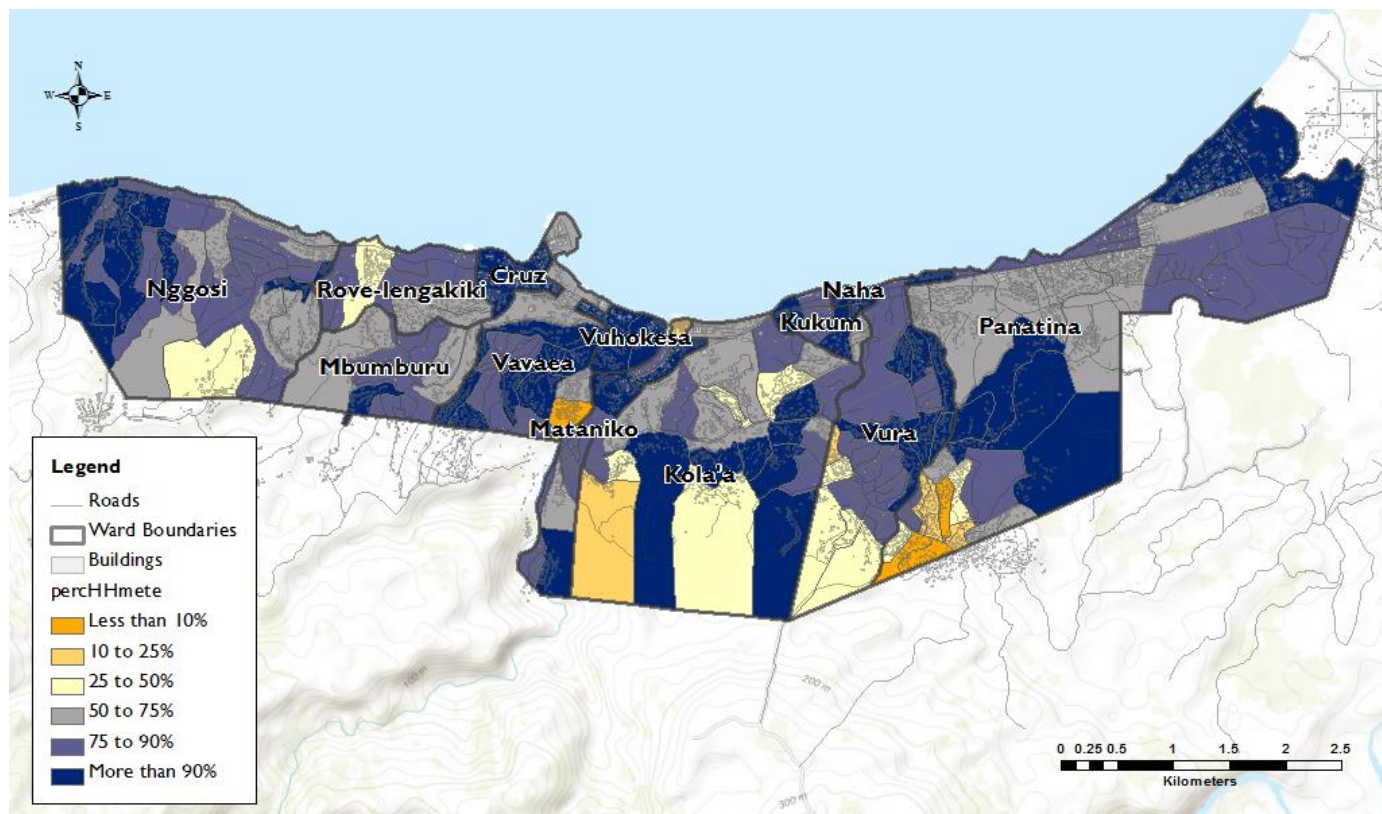 N
W E
S
Nggosi
Rove-lengakiki
Cruz
Naha
Kukum
Vuhokesa
Panatina
Mbumburu
Vavaea
Mataniko
Vura
Kola'a
Legend
Roads
Ward Boundaries
Buildings
percHHmete
Less than 10%
10 to 25%
25 to 50%
50 to 75%
75 to 90%
More than 90%
100 m
200 m
300 m
0 0.25 0.5 1 1.5 2 2.5
Kilometers